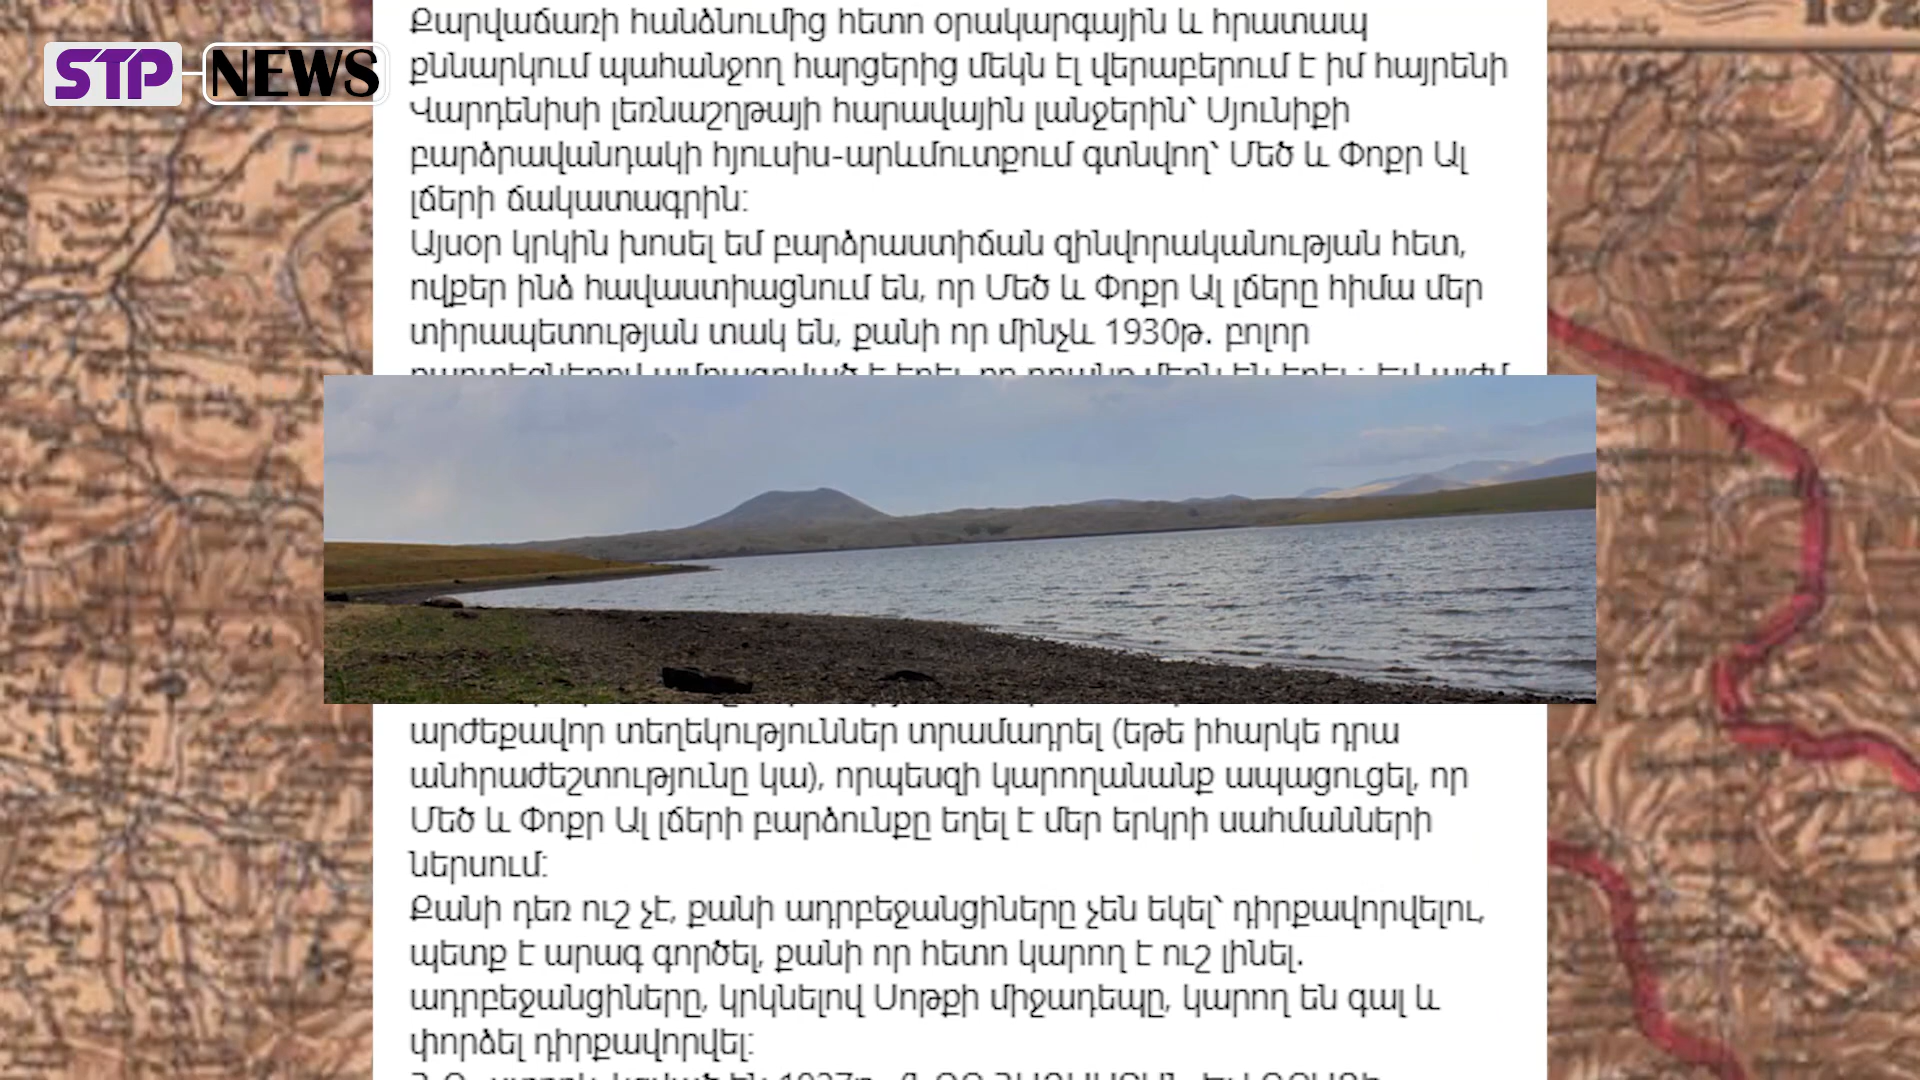 STP NEWS
Քարվաճառի հանձնումից հետո օրակարգային և հրատապ
քննարկում պահանջող հարցերից մեկն էլ վերաբերում է իմ հայրենի
Վարդենիսի լեռնաշղթայի հարավային լանջերին՝ Սյունիքի
բարձրավանդակի հյուսիս-արևմուտքում գտնվող՝ Մեծ և Փոքր Ալ
լճերի ճակատագրին:
Այսօր կրկին խոսել եմ բարձրաստիճան զինվորականության հետ,
ովքեր ինձ հավաստիացնում են, որ Մեծ և Փոքր Ալ լճերը հիմա մեր
տիրապետության տակ են, քանի որ մինչև 1930թ. բոլոր
արժեքավոր տեղեկություններ տրամադրել (եթե իհարկե դրա
անհրաժեշտությունը կա), որպեսզի կարողանանք ապացուցել, որ
Մեծ և Փոքր Ալ լճերի բարձունքը եղել է մեր երկրի սահմանների
ներսում:
Քանի դեռ ուշ չէ, քանի ադրբեջանցիները չեն եկել՝ դիրքավորվելու,
պետք է արագ գործել, քանի որ հետո կարող է ուշ լինել.
ադրբեջանցիները, կրկնելով Սոթքի միջադեպը, կարող են գալ և
փորձել դիրքավորվել: